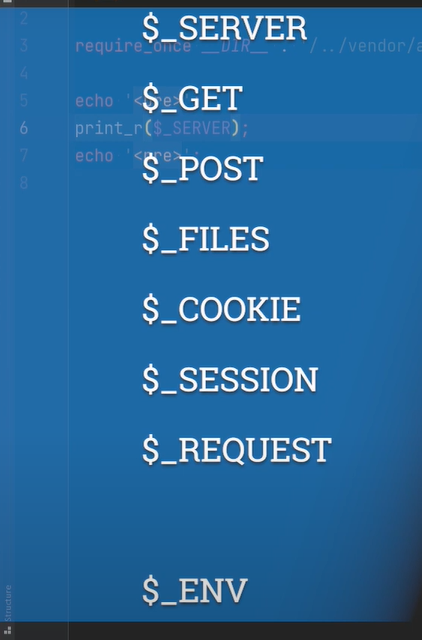 $_SERVER
2
3 require_once __DIR__ . '/../vendor/a
4
$_GET
5 echo '<pre>
6 print_r($_SERVER);
7 echo '<pre>';
$_POST
8
$_FILES
$_COOKIE
$_SESSION
$_REQUEST
$_ENV
Structure